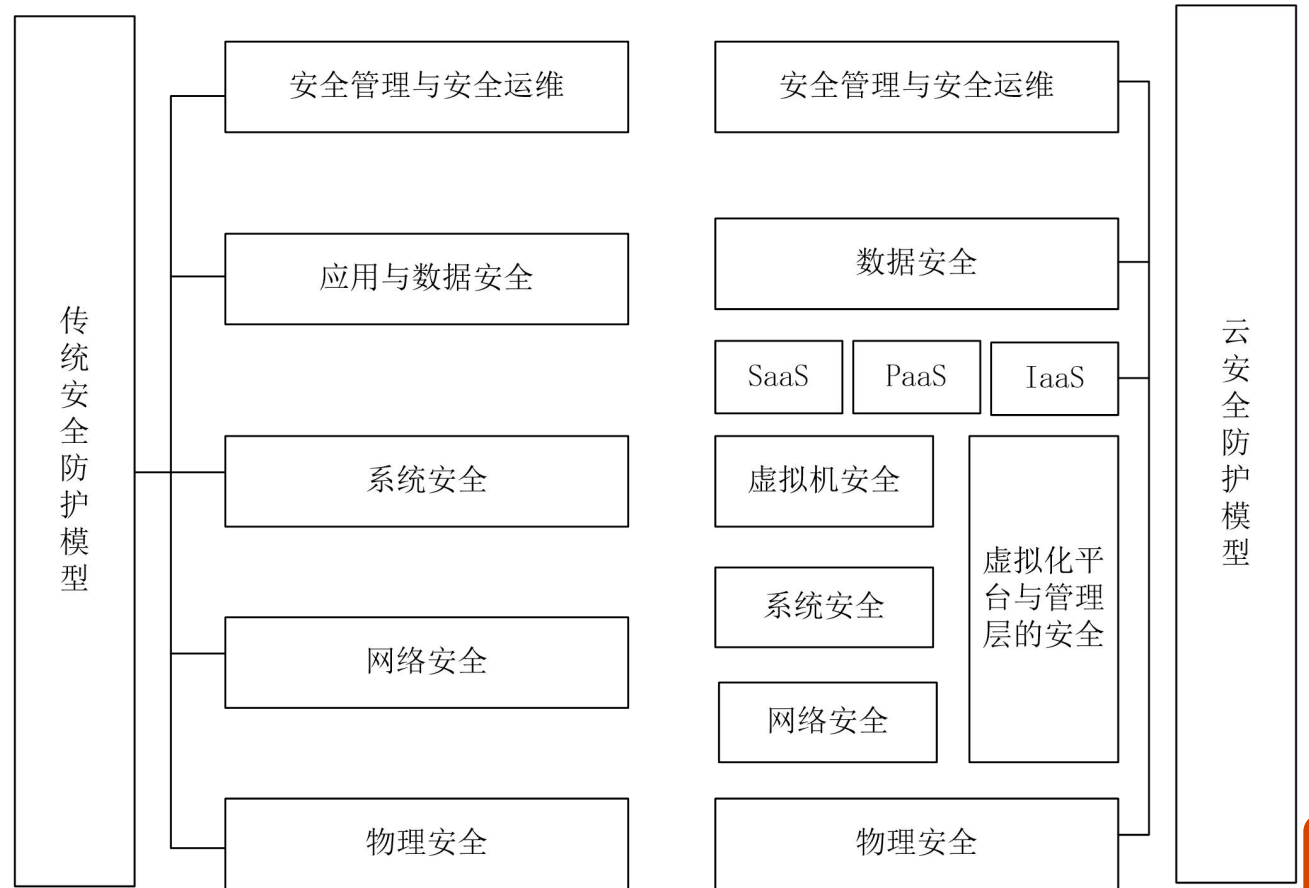 传统安全防护模型
安全管理与安全运维
应用与数据安全
系统安全
网络安全
物理安全
安全管理与安全运维
数据安全
SaaS
PaaS
IaaS
虚拟机安全
系统安全
网络安全
虚拟化平
台与管理
层的安全
物理安全
云安全防护模型